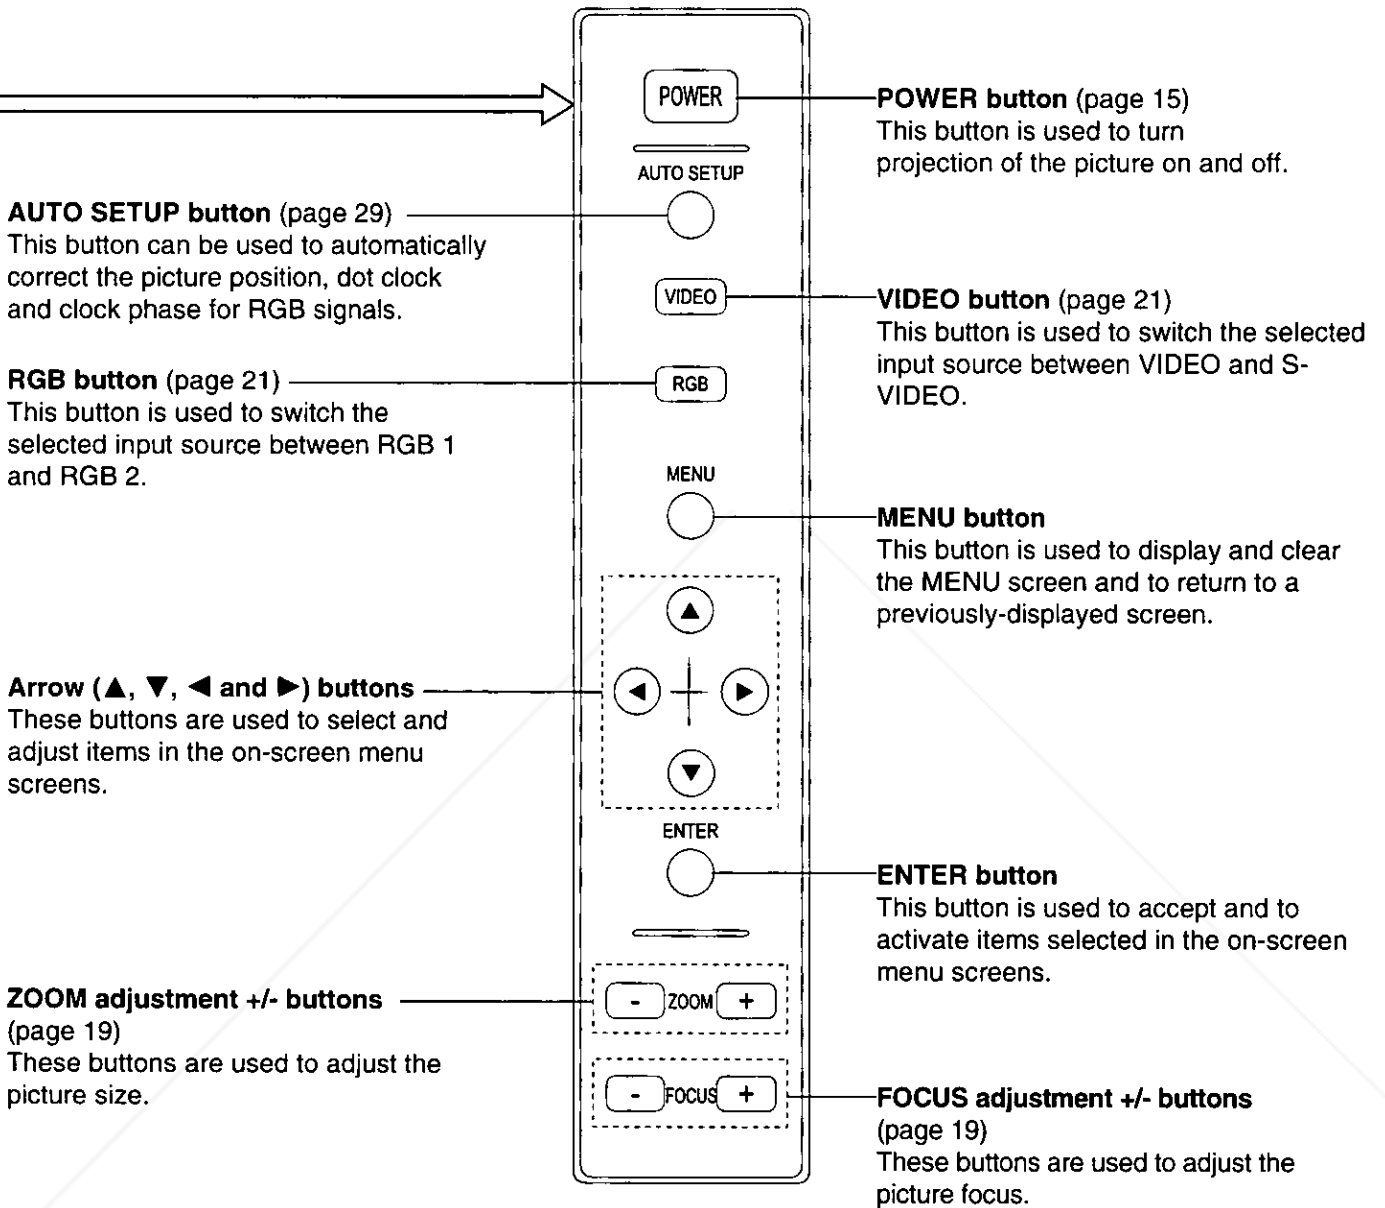 POWER
AUTO SETUP
VIDEO
RGB
MENU
▲
◀ ▶
▼
ENTER
- ZOOM +
- FOCUS +
AUTO SETUP button (page 29)
This button can be used to automatically
correct the picture position, dot clock
and clock phase for RGB signals.
RGB button (page 21)
This button is used to switch the
selected input source between RGB 1
and RGB 2.
Arrow (▲, ▼, ◀ and ▶) buttons
These buttons are used to select and
adjust items in the on-screen menu
screens.
ZOOM adjustment +/- buttons
(page 19)
These buttons are used to adjust the
picture size.
POWER button (page 15)
This button is used to turn
projection of the picture on and off.
VIDEO button (page 21)
This button is used to switch the selected
input source between VIDEO and S-
VIDEO.
MENU button
This button is used to display and clear
the MENU screen and to return to a
previously-displayed screen.
ENTER button
This button is used to accept and to
activate items selected in the on-screen
menu screens.
FOCUS adjustment +/- buttons
(page 19)
These buttons are used to adjust the
picture focus.